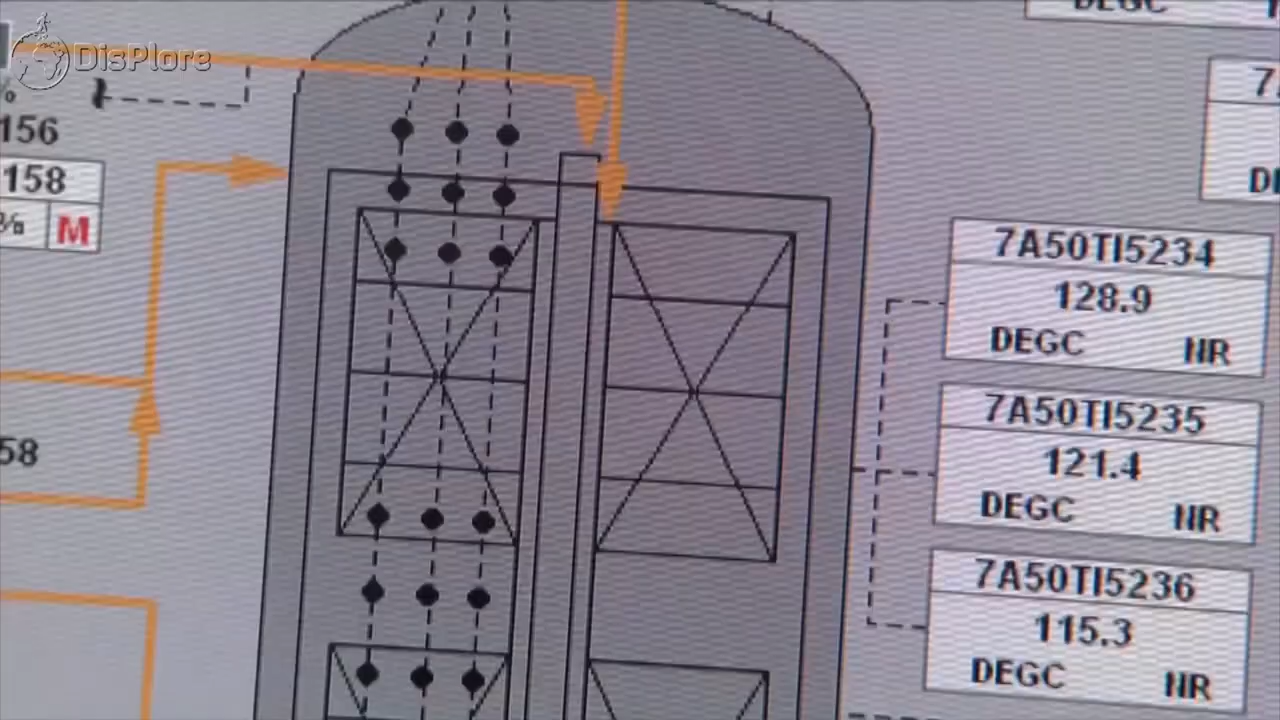 DisPlore
DEGC
%
156
158
%
M
58
7A50TI5234
128.9
DEGC NR
7A50TI5235
121.4
DEGC NR
7A50TI5236
115.3
DEGC NR